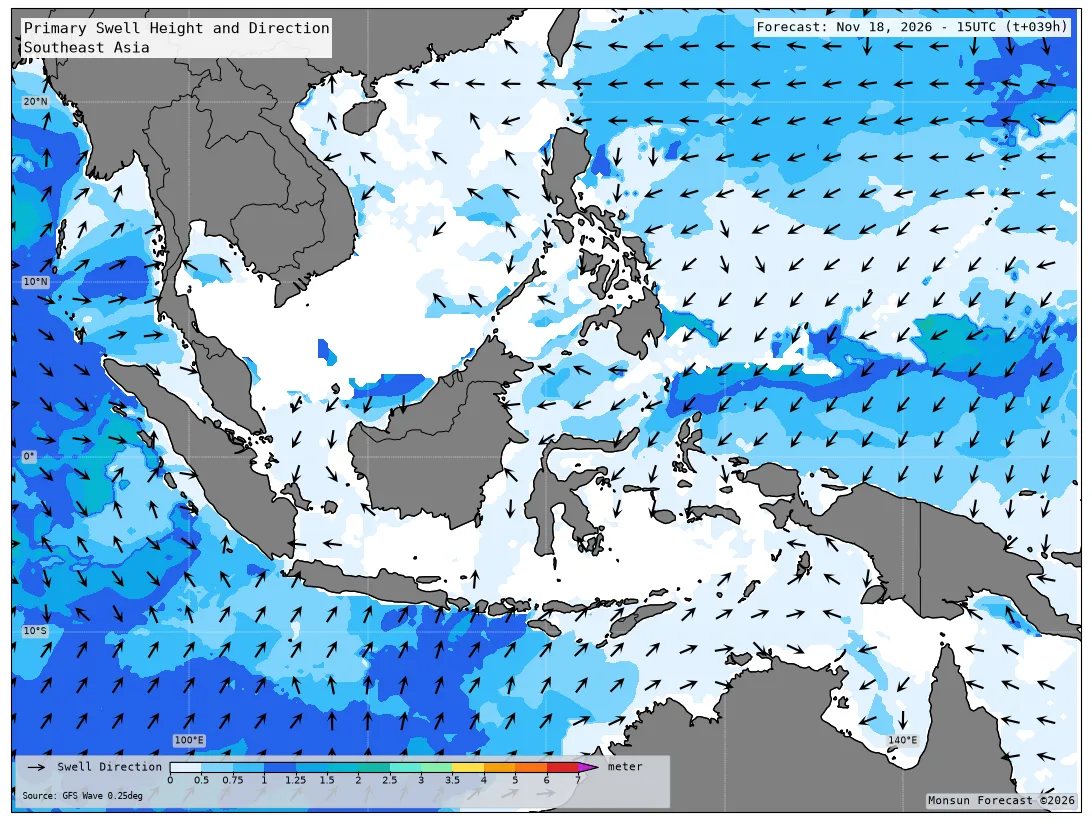 Primary Swell Height and Direction
Southeast Asia
Forecast: Nov 18, 2026 - 15UTC (t+039h)
20°N
10°N
0°
10°S
100°E
140°E
Swell Direction
0 0.5 0.75 1 1.25 1.5 2 2.5 3 3.5 4 5 6 7
meter
Source: GFS Wave 0.25deg
Monsun Forecast ©2026